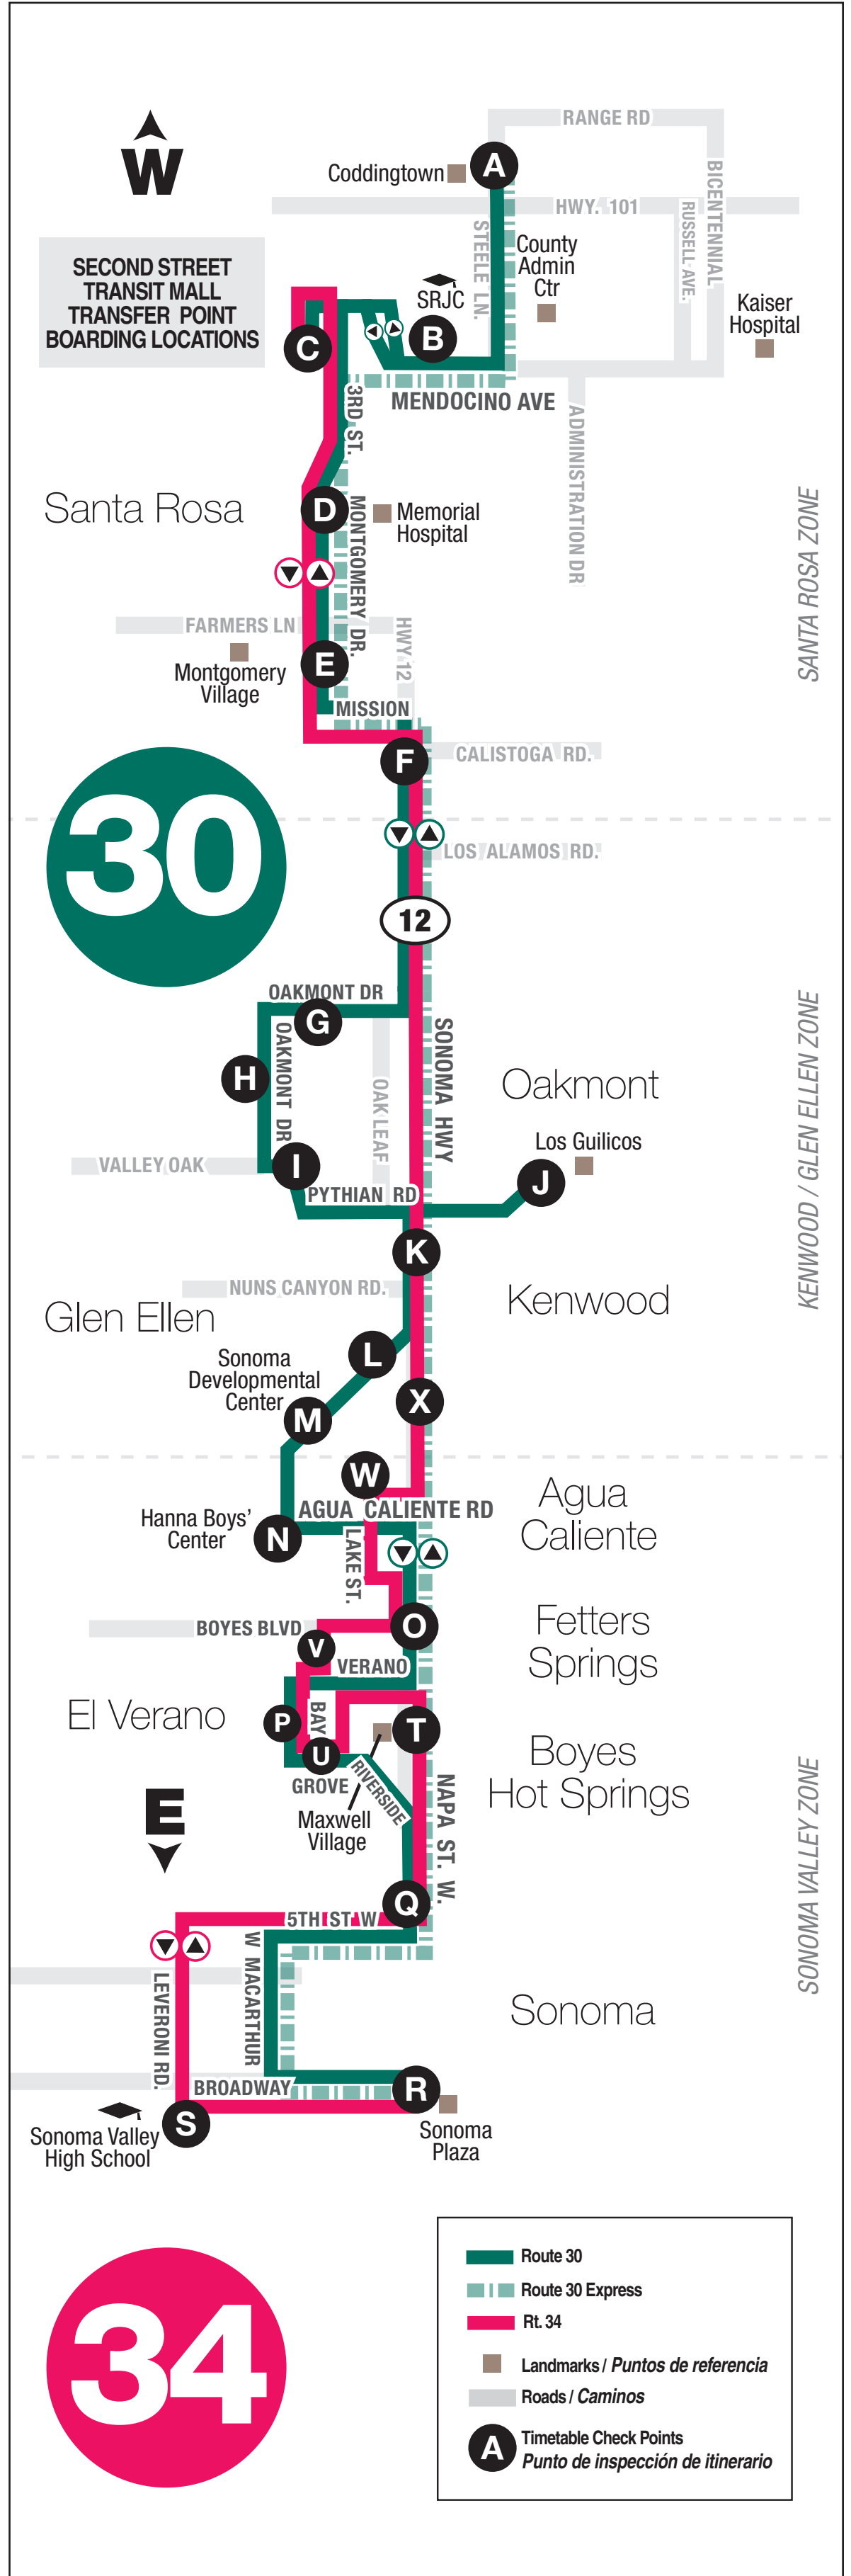 RANGE RD
W
Coddingtown
A
BICENTENNIAL
HWY. 101
RUSSELL AVE.
STEELE LN.
County
Admin
Ctr
SECOND STREET
TRANSIT MALL
TRANSFER POINT
BOARDING LOCATIONS
SRJC
Kaiser
Hospital
B
C
3RD ST.
MENDOCINO AVE
ADMINISTRATION DR
Santa Rosa
D
MONTGOMERY DR.
Memorial
Hospital
SANTA ROSA ZONE
FARMERS LN
HWY 12
Montgomery
Village
E
MISSION
F
CALISTOGA RD.
30
LOS ALAMOS RD.
12
OAKMONT DR
G
OAKMONT DR
SONOMA HWY
H
OAK LEAF
Oakmont
KENWOOD / GLEN ELLEN ZONE
Los Guilicos
VALLEY OAK
I
J
PYTHIAN RD
K
NUNS CANYON RD.
Glen Ellen
Kenwood
Sonoma
Developmental
Center
L
M
X
W
Agua
Caliente
Hanna Boys'
Center
N
AGUA CALIENTE RD
LAKE ST.
BOYES BLVD
O
Fetters
Springs
V
VERANO
El Verano
P
BAY
T
U
GROVE
RIVERSIDE
Boyes
Hot Springs
Maxwell
Village
NAPA ST. W.
E
SONOMA VALLEY ZONE
Q
5TH ST W
W MACARTHUR
LEVERONI RD.
Sonoma
BROADWAY
R
S
Sonoma Valley
High School
Sonoma
Plaza
34
Route 30
Route 30 Express
Rt. 34
Landmarks / Puntos de referencia
Roads / Caminos
A
Timetable Check Points
Punto de inspección de itinerario